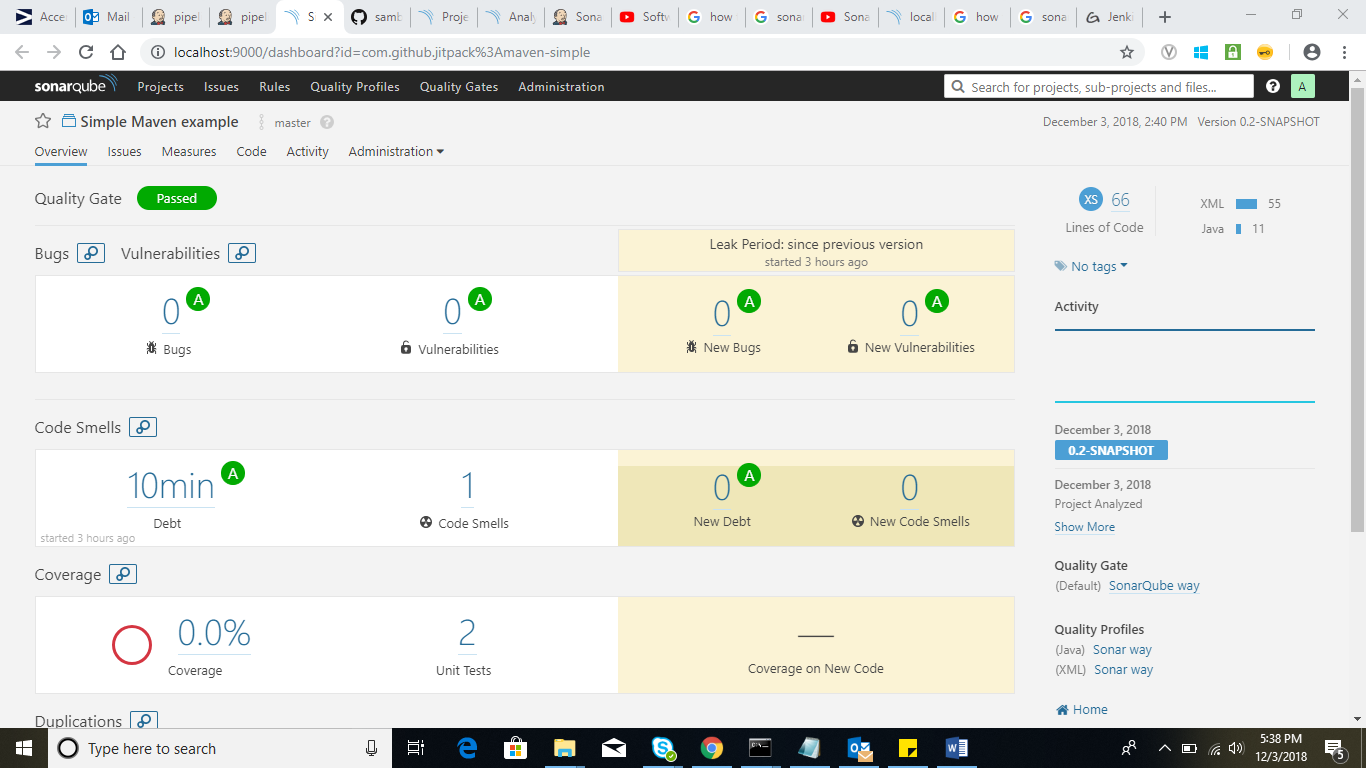 Acces Mail pipel pipel S samb Proje Analy Sona Softw how sonar Sona local how sona Jenki
localhost:9000/dashboard?id=com.github.jitpack%3Amaven-simple
sonarqube Projects Issues Rules Quality Profiles Quality Gates Administration Search for projects, sub-projects and files... ? A
Simple Maven example master ? December 3, 2018, 2:40 PM Version 0.2-SNAPSHOT
Overview Issues Measures Code Activity Administration
Quality Gate Passed
Bugs Vulnerabilities
Leak Period: since previous version
started 3 hours ago
0 A
Bugs
0 A
Vulnerabilities
0 A
New Bugs
0 A
New Vulnerabilities
Code Smells
10min A
Debt
started 3 hours ago
1
Code Smells
0 A
New Debt
0
New Code Smells
Coverage
0.0%
Coverage
2
Unit Tests
Coverage on New Code
Duplications
XS 66
Lines of Code
XML 55
Java 11
No tags
Activity
December 3, 2018
0.2-SNAPSHOT
December 3, 2018
Project Analyzed
Show More
Quality Gate
(Default) SonarQube way
Quality Profiles
(Java) Sonar way
(XML) Sonar way
Home
Type here to search
5:38 PM
12/3/2018
5